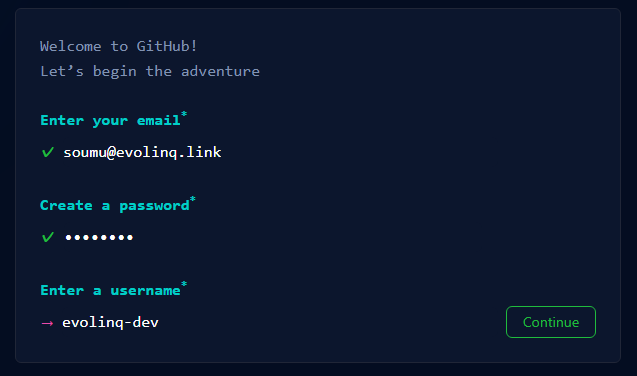 Welcome to GitHub!
Let’s begin the adventure
Enter your email*
✓ soumu@evolinq.link
Create a password*
✓ ••••••••
Enter a username*
→ evolinq-dev
Continue